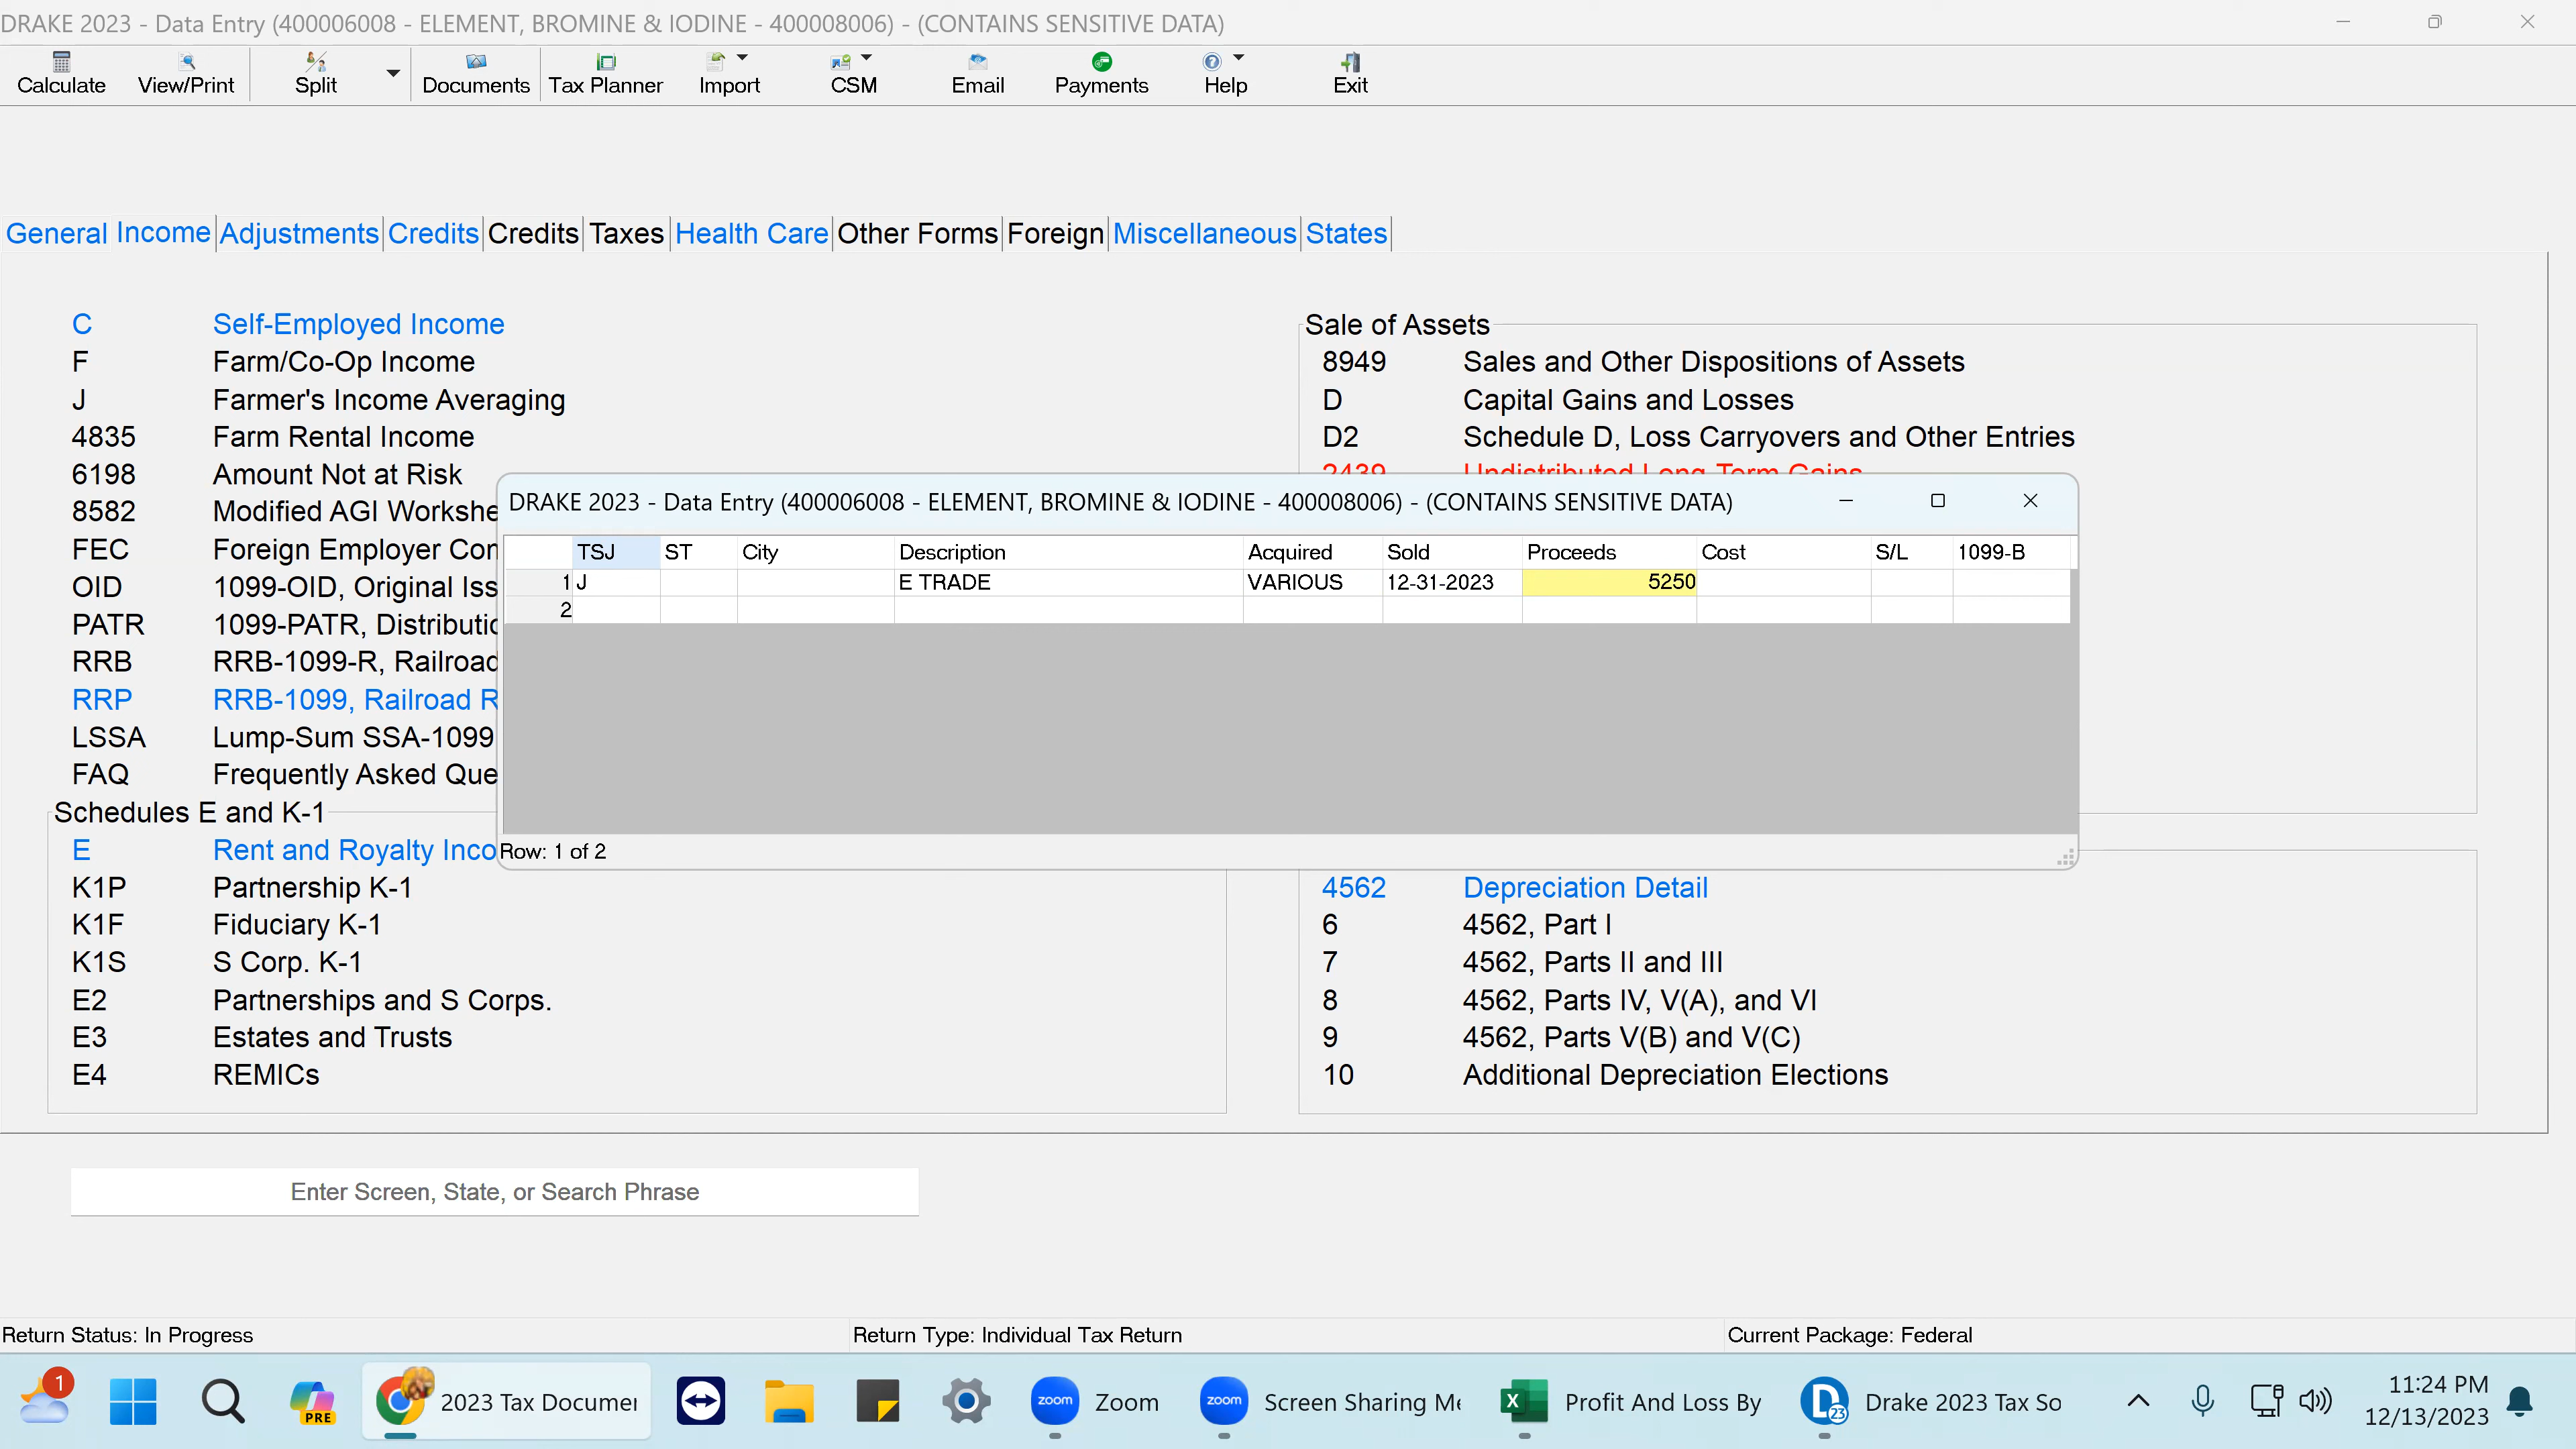 DRAKE 2023 - Data Entry (400006008 - ELEMENT, BROMINE & IODINE - 400008006) - (CONTAINS SENSITIVE DATA)
Calculate View/Print Split Documents Tax Planner Import CSM Email Payments Help Exit
General Income Adjustments Credits Credits Taxes Health Care Other Forms Foreign Miscellaneous States
C Self-Employed Income
F Farm/Co-Op Income
J Farmer's Income Averaging
4835 Farm Rental Income
6198 Amount Not at Risk
8582 Modified AGI Workshe
FEC Foreign Employer Con
OID 1099-OID, Original Iss
PATR 1099-PATR, Distributio
RRB RRB-1099-R, Railroad
RRP RRB-1099, Railroad R
LSSA Lump-Sum SSA-1099
FAQ Frequently Asked Que
Schedules E and K-1
E Rent and Royalty Inco
K1P Partnership K-1
K1F Fiduciary K-1
K1S S Corp. K-1
E2 Partnerships and S Corps.
E3 Estates and Trusts
E4 REMICs
Sale of Assets
8949 Sales and Other Dispositions of Assets
D Capital Gains and Losses
D2 Schedule D, Loss Carryovers and Other Entries
2439 Undistributed Long-Term Gains
DRAKE 2023 - Data Entry (400006008 - ELEMENT, BROMINE & IODINE - 400008006) - (CONTAINS SENSITIVE DATA)
TSJ ST City Description Acquired Sold Proceeds Cost S/L 1099-B
1 J E TRADE VARIOUS 12-31-2023 5250
2
Row: 1 of 2
4562 Depreciation Detail
6 4562, Part I
7 4562, Parts II and III
8 4562, Parts IV, V(A), and VI
9 4562, Parts V(B) and V(C)
10 Additional Depreciation Elections
Enter Screen, State, or Search Phrase
Return Status: In Progress Return Type: Individual Tax Return Current Package: Federal
1 PRE 2023 Tax Documen zoom Zoom zoom Screen Sharing Me X Profit And Loss By D 23 Drake 2023 Tax So 11:24 PM
12/13/2023